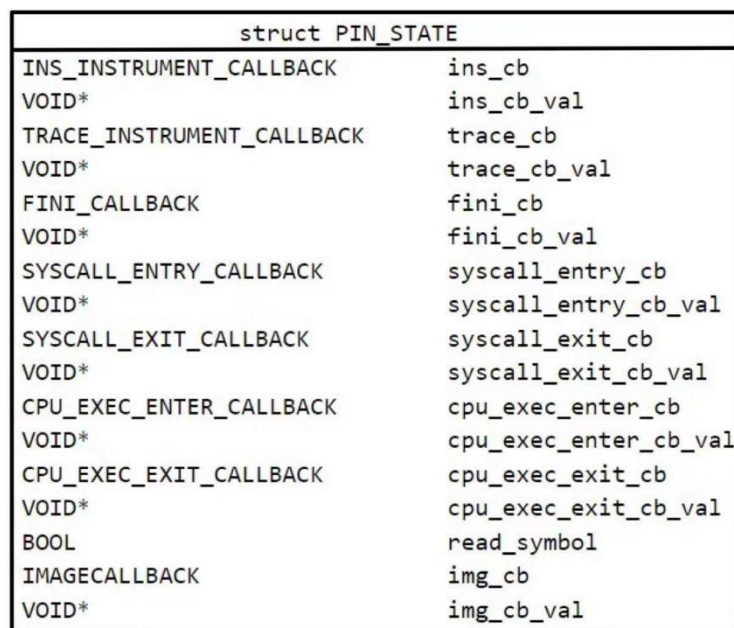 struct PIN_STATE
INS_INSTRUMENT_CALLBACK ins_cb
VOID* ins_cb_val
TRACE_INSTRUMENT_CALLBACK trace_cb
VOID* trace_cb_val
FINI_CALLBACK fini_cb
VOID* fini_cb_val
SYSCALL_ENTRY_CALLBACK syscall_entry_cb
VOID* syscall_entry_cb_val
SYSCALL_EXIT_CALLBACK syscall_exit_cb
VOID* syscall_exit_cb_val
CPU_EXEC_ENTER_CALLBACK cpu_exec_enter_cb
VOID* cpu_exec_enter_cb_val
CPU_EXEC_EXIT_CALLBACK cpu_exec_exit_cb
VOID* cpu_exec_exit_cb_val
BOOL read_symbol
IMAGECALLBACK img_cb
VOID* img_cb_val